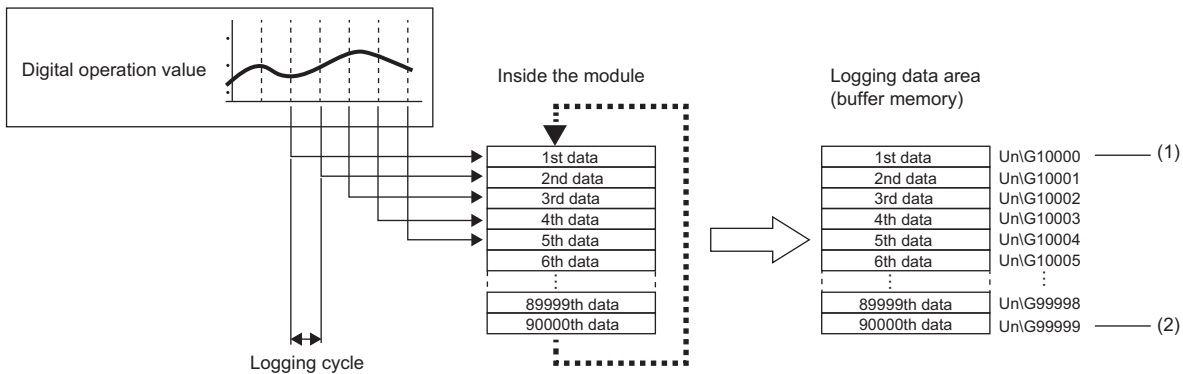 Digital operation value
Logging cycle
Inside the module
1st data
2nd data
3rd data
4th data
5th data
6th data
89999th data
90000th data
Logging data area
(buffer memory)
1st data Un\G10000 (1)
2nd data Un\G10001
3rd data Un\G10002
4th data Un\G10003
5th data Un\G10004
6th data Un\G10005
89999th data Un\G99998
90000th data Un\G99999 (2)